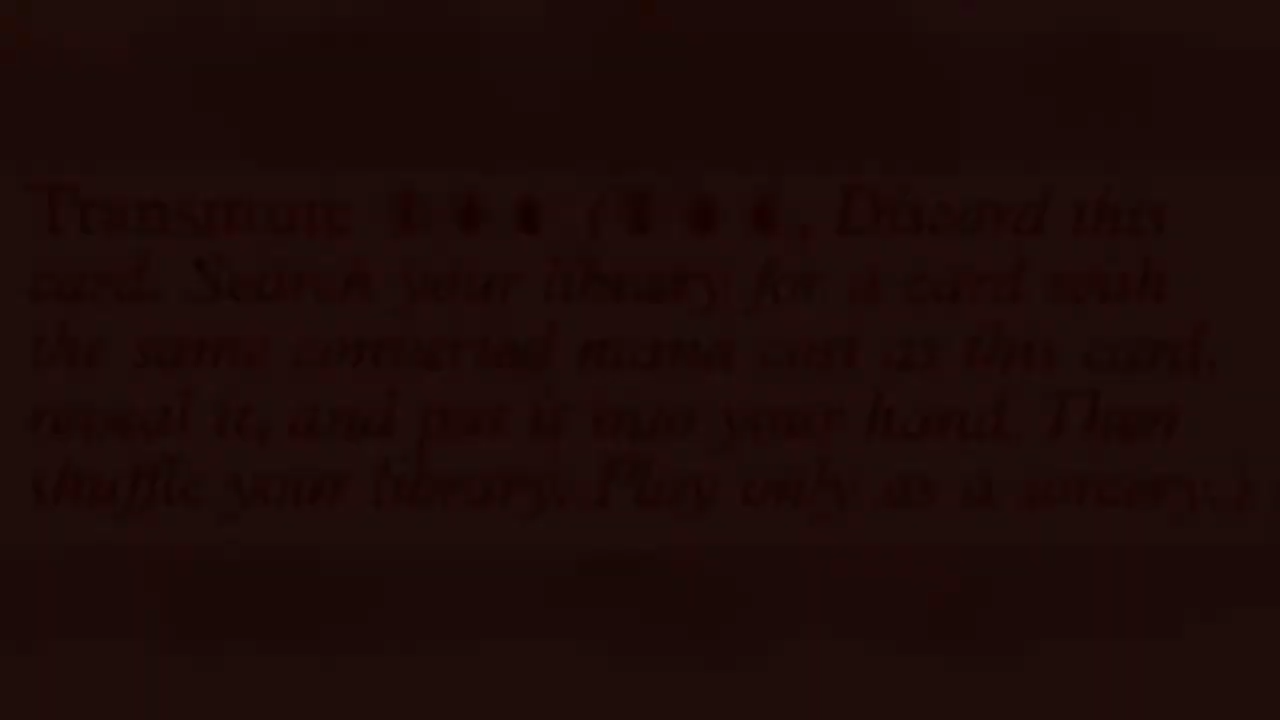 Transmute (1, Discard this
card. Search your library for a card with
the same converted mana cost as this card,
reveal it, and put it into your hand. Then
shuffle your library. Play only as a sorcery.)